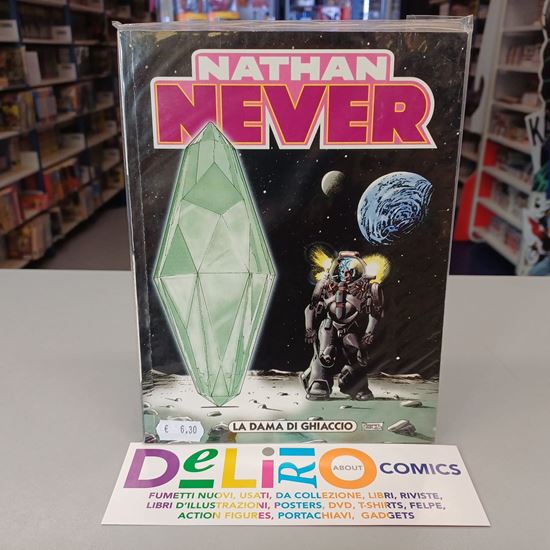 NATHAN
NEVER
LA DAMA DI GHIACCIO
€ 6,30
DeLiRiO ABOUT COMICS
FUMETTI NUOVI, USATI, DA COLLEZIONE, LIBRI, RIVISTE,
LIBRI D'ILLUSTRAZIONI, POSTERS, DVD, T-SHIRTS, FELPE,
ACTION FIGURES, PORTACHIAVI, GADGETS